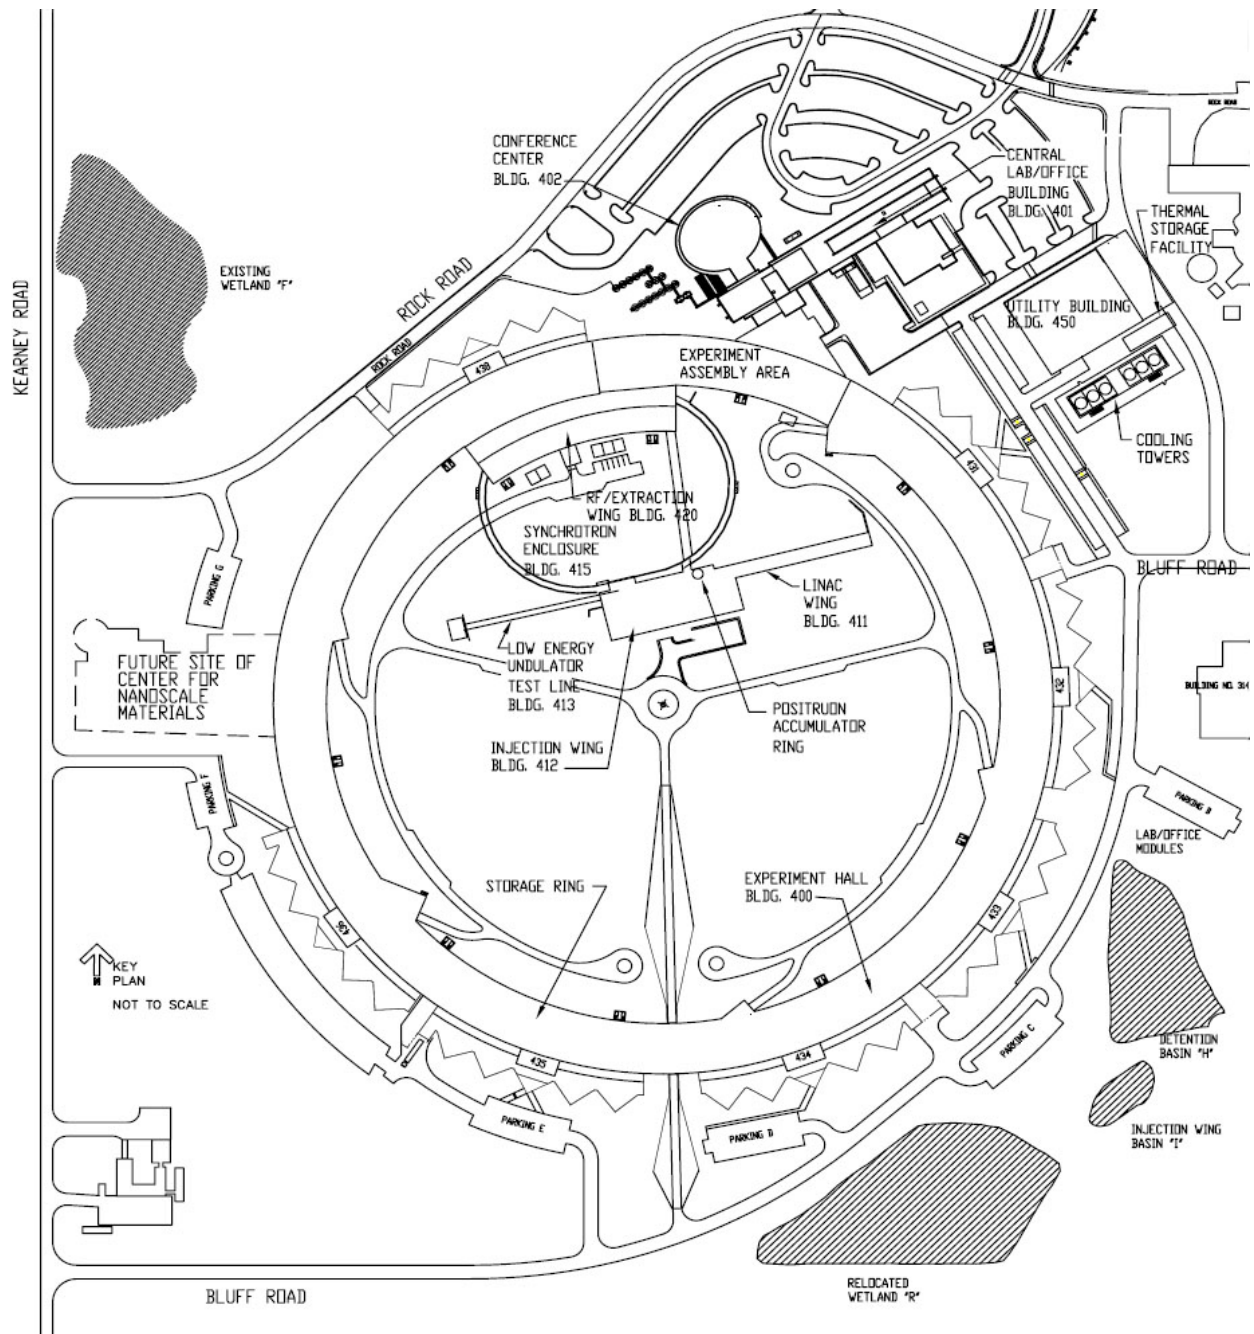 ROCK ROAD
CONFERENCE
CENTER
BLDG. 402
CENTRAL
LAB/OFFICE
BUILDING
BLDG. 401
THERMAL
STORAGE
FACILITY
EXISTING
WETLAND "F"
ROCK ROAD
ROCK ROAD
KEARNEY ROAD
UTILITY BUILDING
BLDG. 450
EXPERIMENT
ASSEMBLY AREA
438
431
COOLING
TOWERS
RF/EXTRACTION
WING BLDG. 420
SYNCHROTRON
ENCLOSURE
BLDG. 415
BLUFF ROAD
PARKING G
LINAC
WING
BLDG. 411
LOW ENERGY
UNDULATOR
TEST LINE
BLDG. 413
FUTURE SITE OF
CENTER FOR
NANOSCALE
MATERIALS
432
BUILDING NO. 314
POSITRUON
ACCUMULATOR
RING
INJECTION WING
BLDG. 412
PARKING F
PARKING B
LAB/OFFICE
MODULES
STORAGE RING
EXPERIMENT HALL
BLDG. 400
433
436
KEY
PLAN
N
NOT TO SCALE
PARKING C
DETENTION
BASIN "H"
435
434
PARKING E
PARKING D
INJECTION WING
BASIN "I"
RELOCATED
WETLAND "R"
BLUFF ROAD